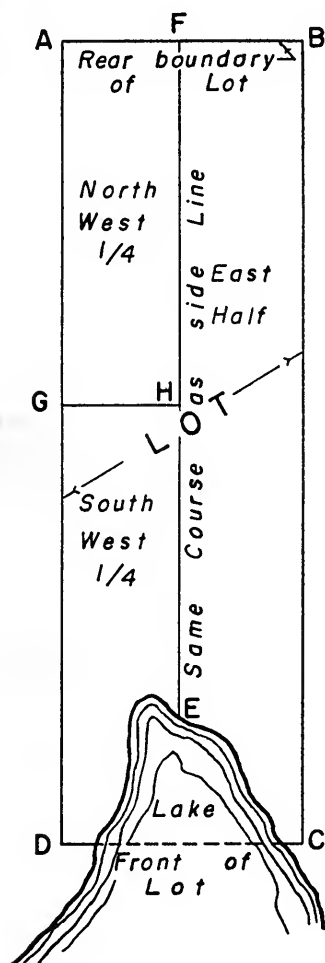 F
A B
Rear of boundary Lot
North
West
1/4
East
Half
G H
LOT
South
West
1/4
Same Course as side Line
E
Lake
D C
Front of
Lot